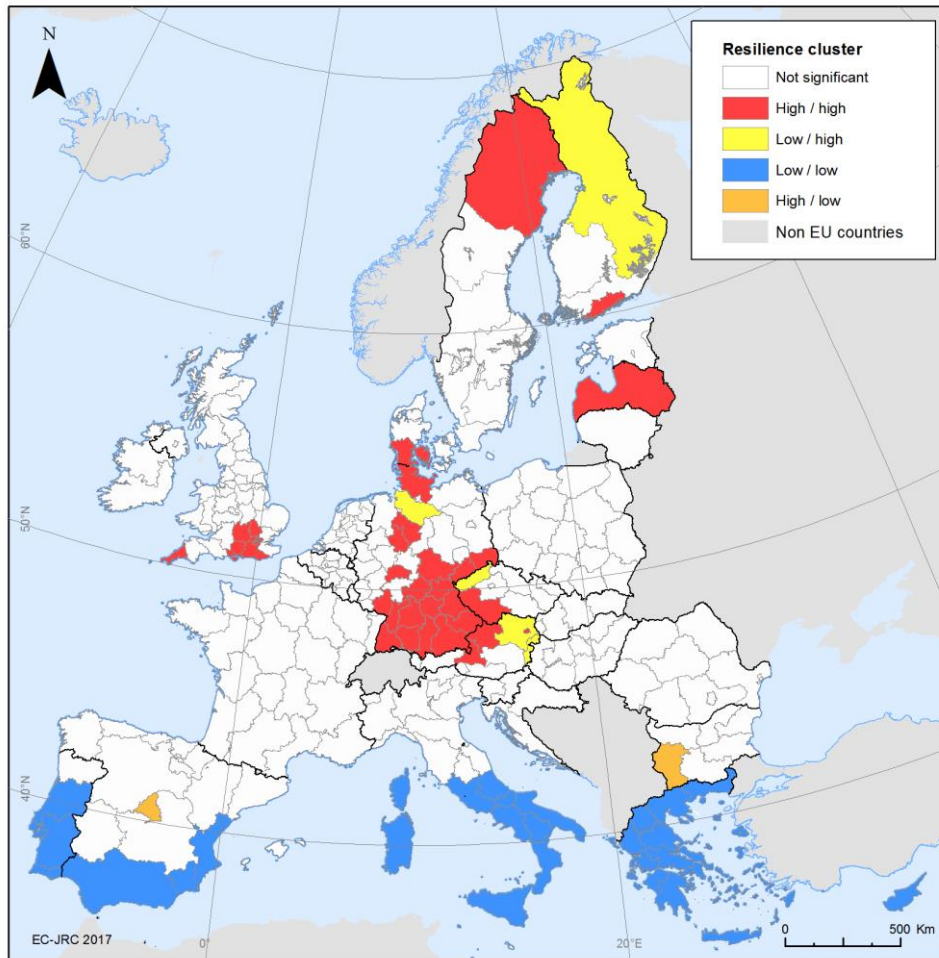 N
Resilience cluster
Not significant
High / high
Low / high
Low / low
High / low
Non EU countries
60°N
50°N
40°N
EC-JRC 2017
0°
20°E
0 500 Km